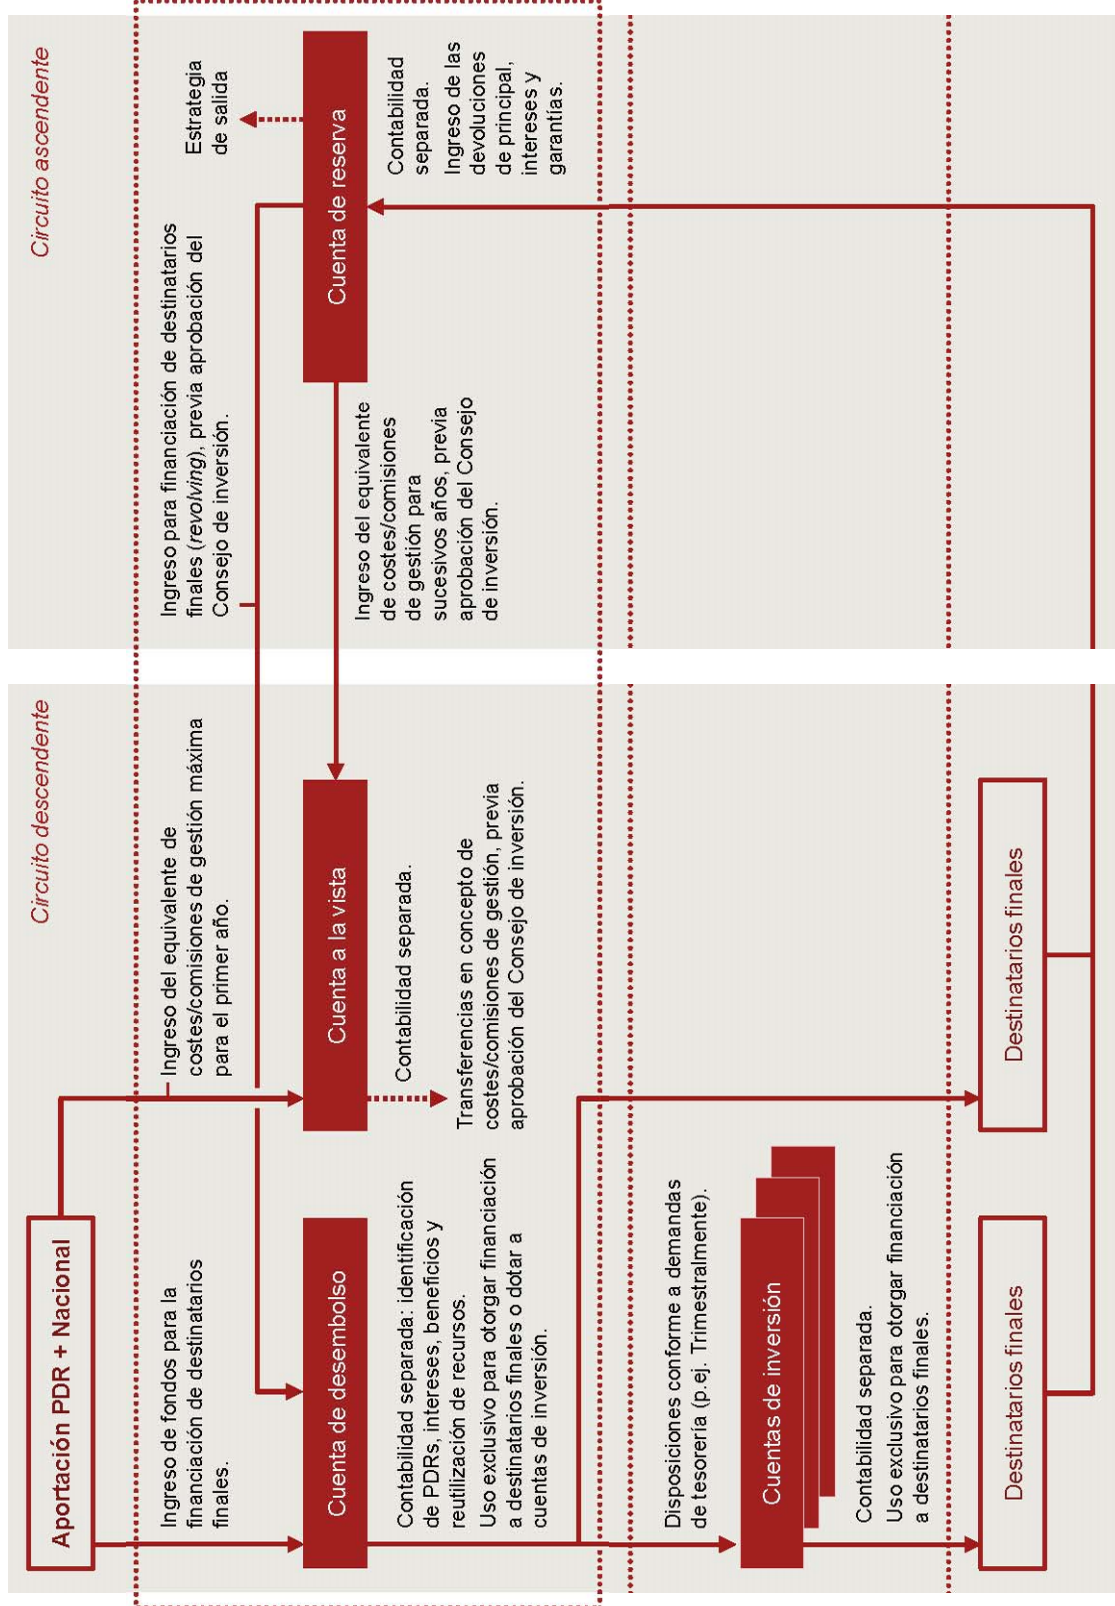 Circuito descendente
Circuito ascendente
Aportación PDR + Nacional
Ingreso de fondos para la
financiación de destinatarios
finales.
Ingreso del equivalente de
costes/comisiones de gestión máxima
para el primer año.
Ingreso para financiación de destinatarios
finales (revolving), previa aprobación del
Consejo de inversión.
Estrategia
de salida
Cuenta de desembolso
Cuenta a la vista
Cuenta de reserva
Contabilidad separada: identificación
de PDRs, intereses, beneficios y
reutilización de recursos.
Uso exclusivo para otorgar financiación
a destinatarios finales o dotar a
cuentas de inversión.
Contabilidad separada.
Transferencias en concepto de
costes/comisiones de gestión, previa
aprobación del Consejo de inversión.
Ingreso del equivalente
de costes/comisiones
de gestión para
sucesivos años, previa
aprobación del Consejo
de inversión.
Contabilidad
separada.
Ingreso de las
devoluciones
de principal,
intereses y
garantías.
Disposiciones conforme a demandas
de tesorería (p.ej. Trimestralmente).
Cuentas de inversión
Contabilidad separada.
Uso exclusivo para otorgar financiación
a destinatarios finales.
Destinatarios finales
Destinatarios finales